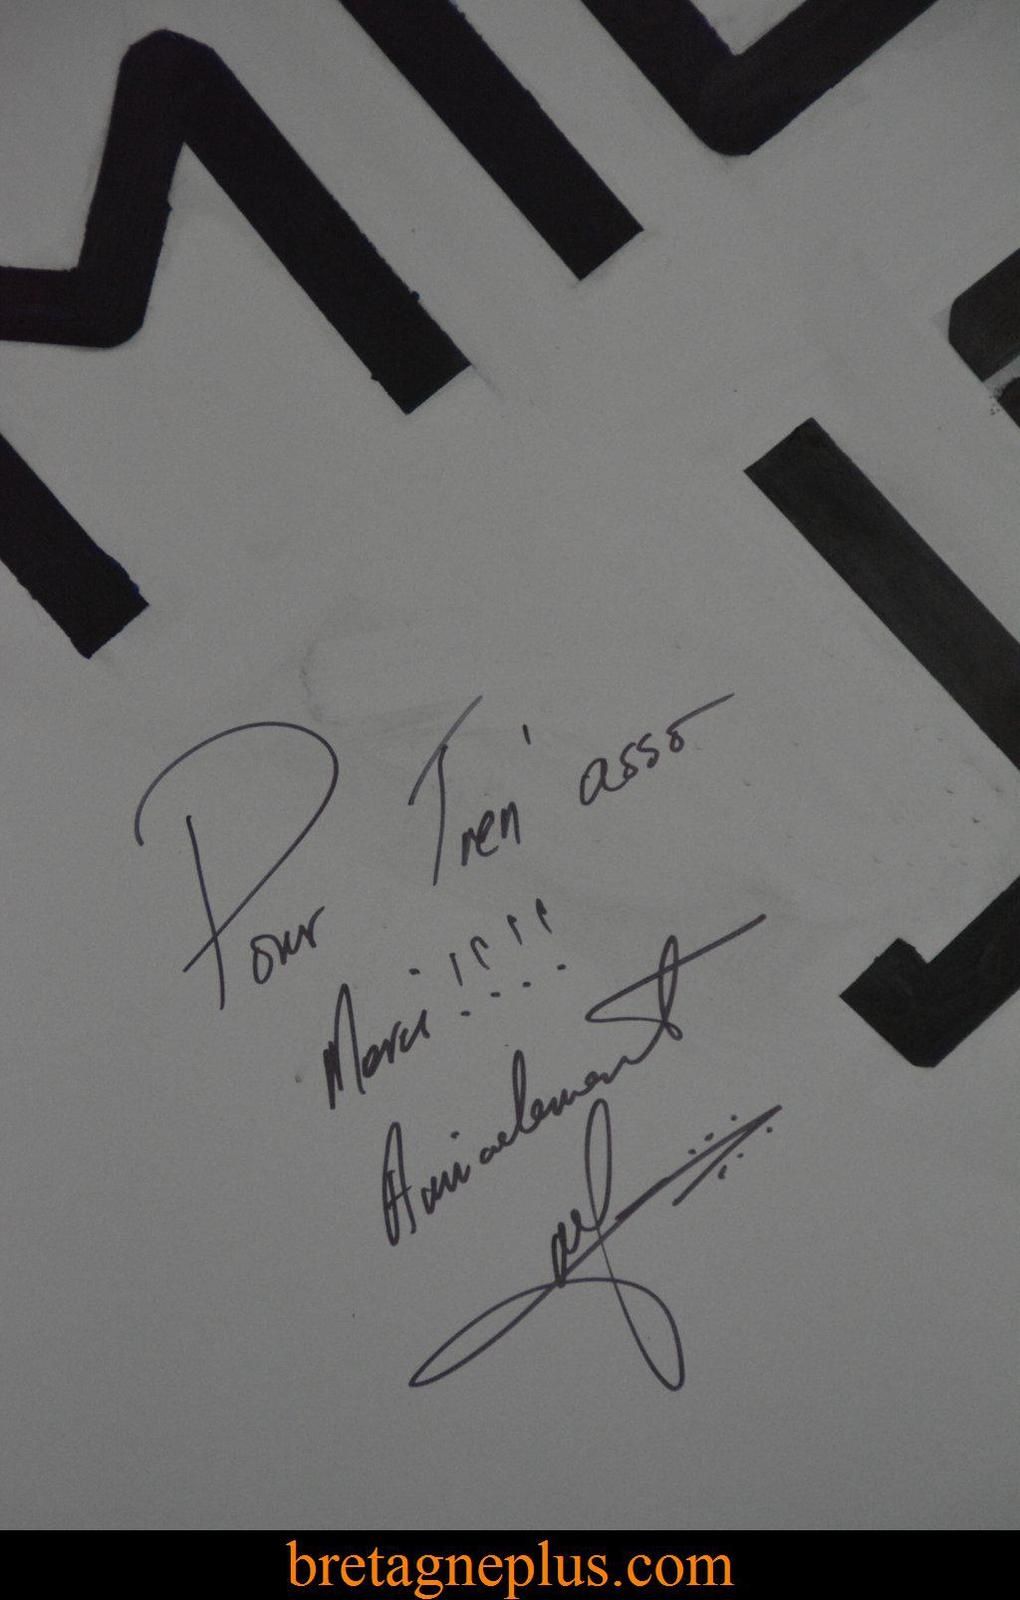 Pour Tren' asso
Merci !!!!
Amicalement
bretagneplus.com